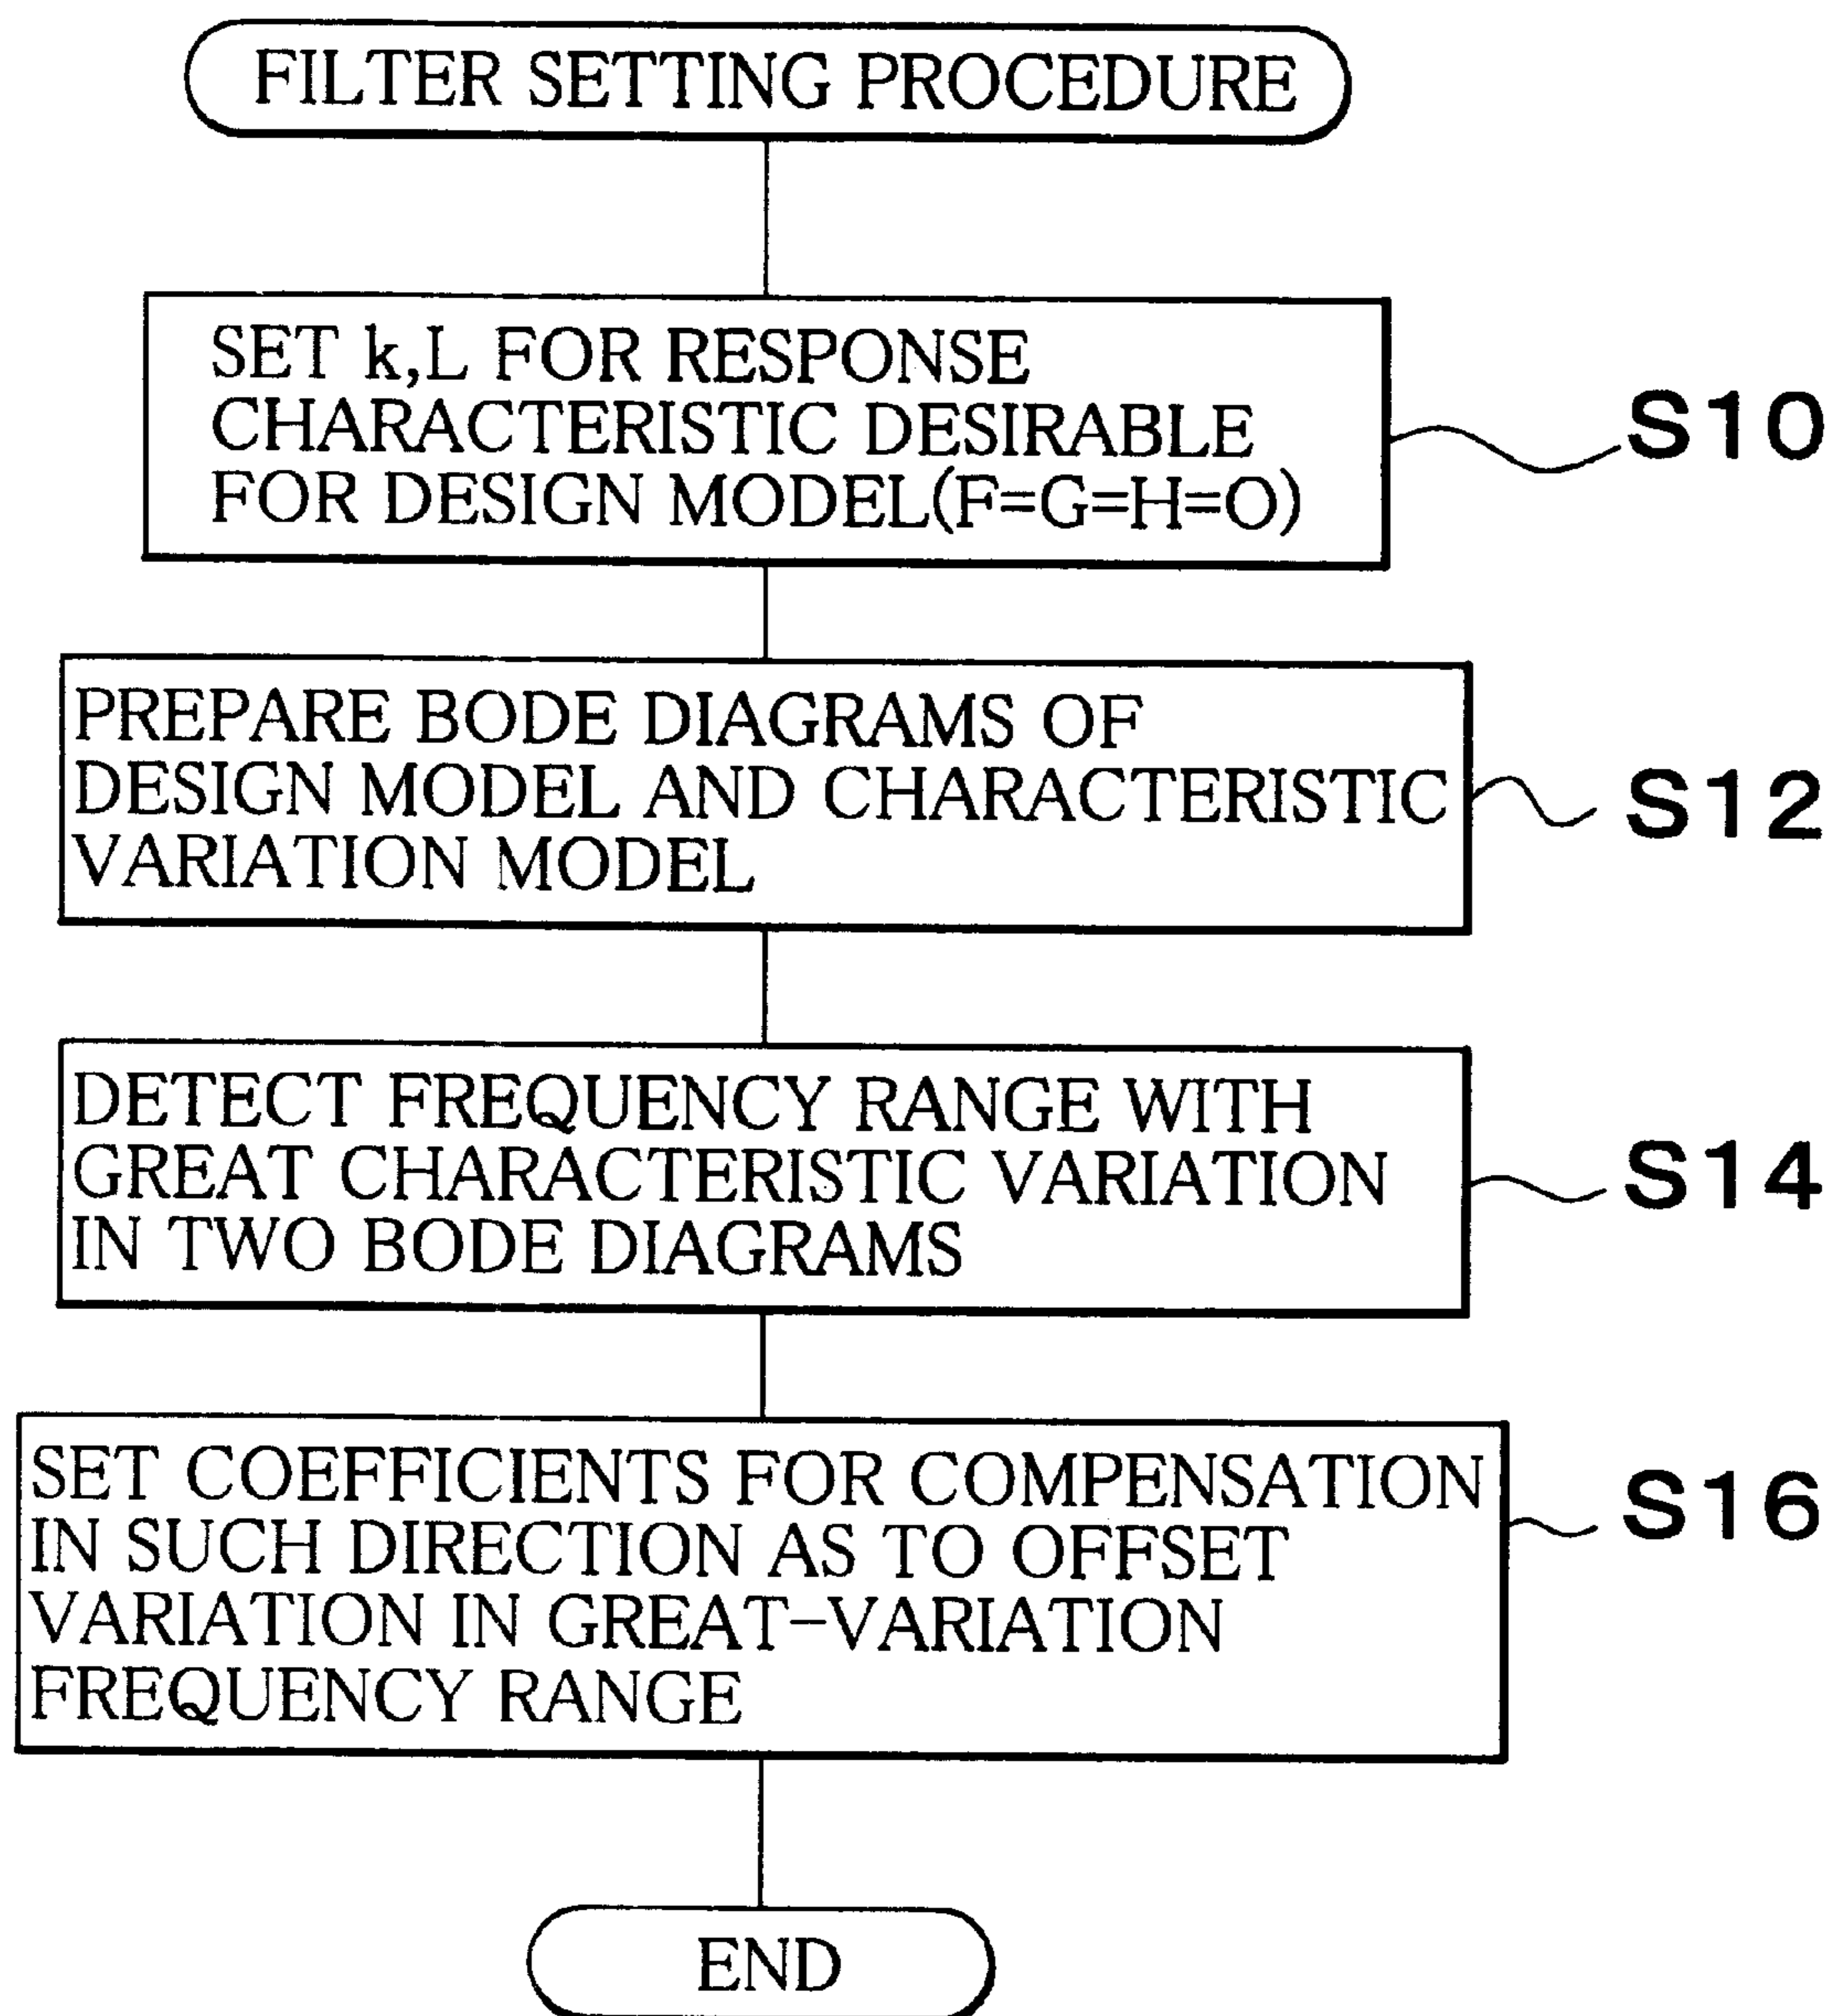 FILTER SETTING PROCEDURE
SET k,L FOR RESPONSE
CHARACTERISTIC DESIRABLE
FOR DESIGN MODEL(F=G=H=O)
S10
PREPARE BODE DIAGRAMS OF
DESIGN MODEL AND CHARACTERISTIC
VARIATION MODEL
S12
DETECT FREQUENCY RANGE WITH
GREAT CHARACTERISTIC VARIATION
IN TWO BODE DIAGRAMS
S14
SET COEFFICIENTS FOR COMPENSATION
IN SUCH DIRECTION AS TO OFFSET
VARIATION IN GREAT-VARIATION
FREQUENCY RANGE
S16
END